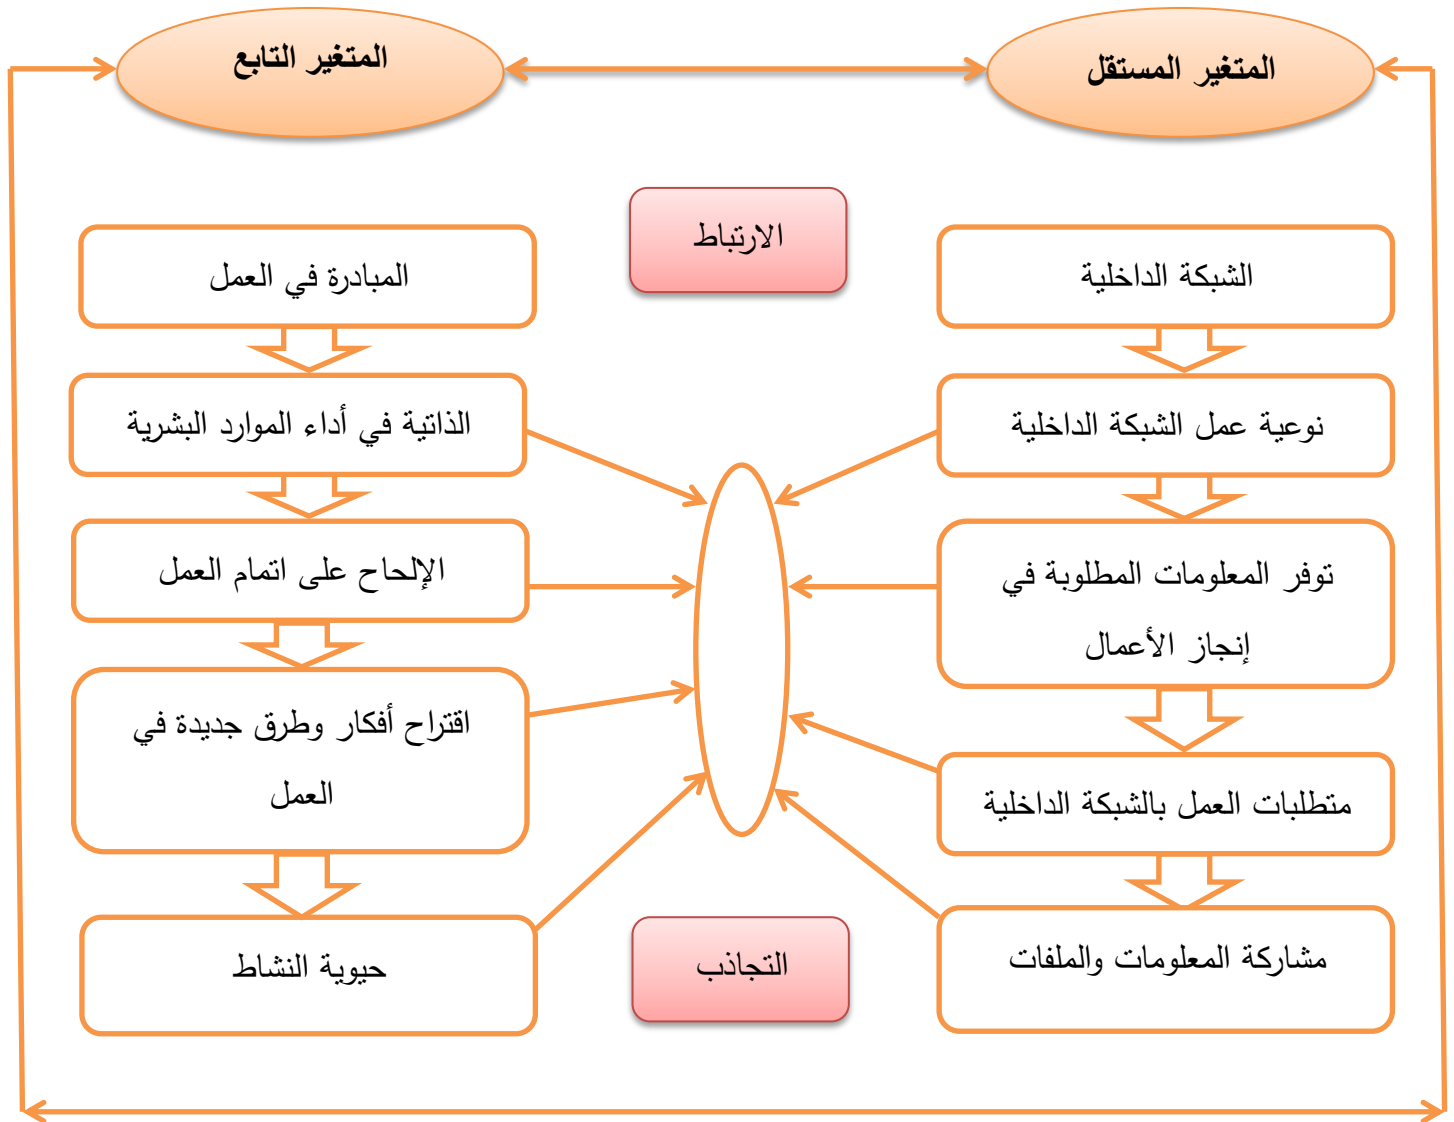 المتغير المستقل
المتغير التابع
الارتباط
الشبكة الداخلية
المبادرة في العمل
نوعية عمل الشبكة الداخلية
الذاتية في أداء الموارد البشرية
توفر المعلومات المطلوبة في
إنجاز الأعمال
الإلحاح على اتمام العمل
اقتراح أفكار وطرق جديدة في
العمل
متطلبات العمل بالشبكة الداخلية
مشاركة المعلومات والملفات
حيوية النشاط
التجاذب